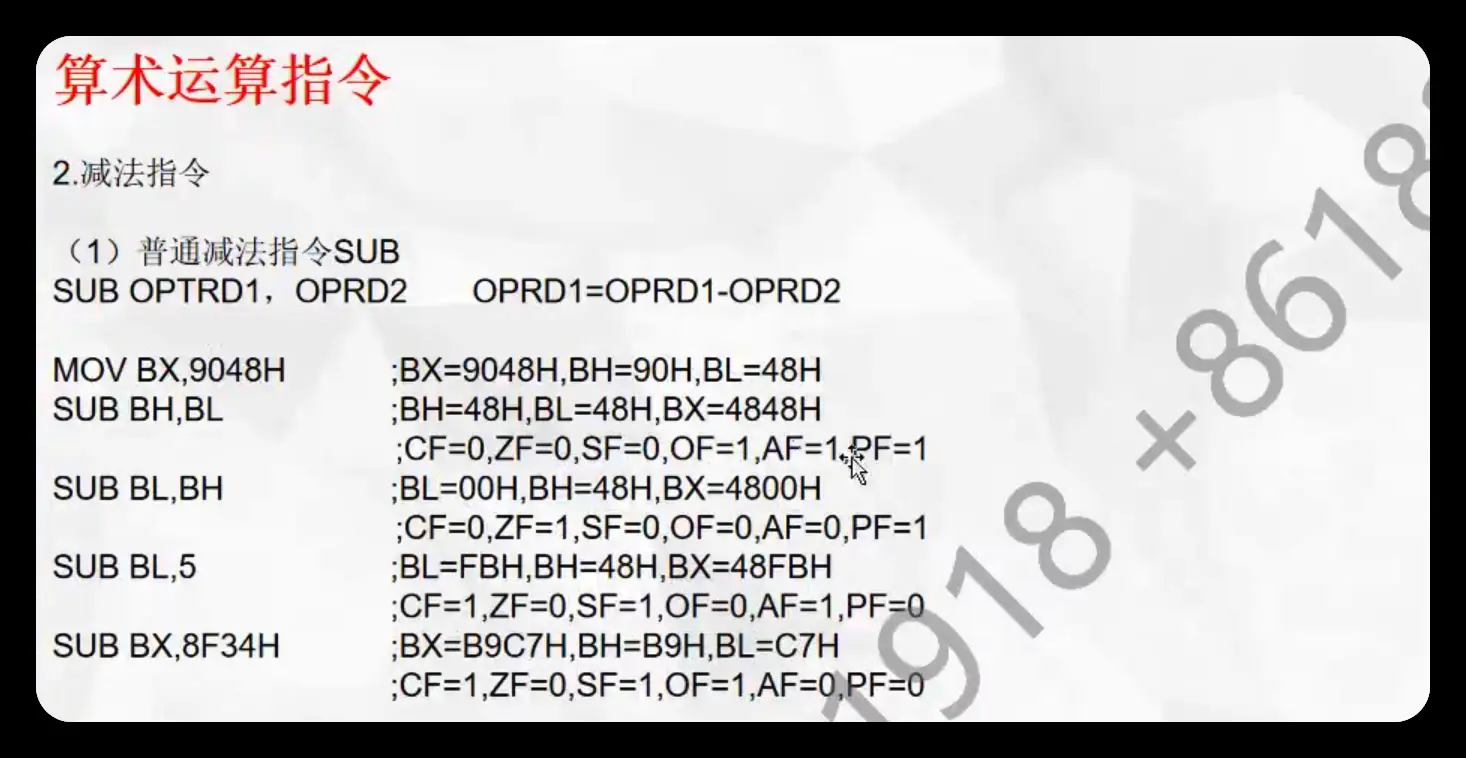 算术运算指令
2.减法指令
（1）普通减法指令SUB
SUB OPTRD1，OPRD2 OPRD1=OPRD1-OPRD2
MOV BX,9048H ;BX=9048H,BH=90H,BL=48H
SUB BH,BL ;BH=48H,BL=48H,BX=4848H
;CF=0,ZF=0,SF=0,OF=1,AF=1,PF=1
SUB BL,BH ;BL=00H,BH=48H,BX=4800H
;CF=0,ZF=1,SF=0,OF=0,AF=0,PF=1
SUB BL,5 ;BL=FBH,BH=48H,BX=48FBH
;CF=1,ZF=0,SF=1,OF=0,AF=1,PF=0
SUB BX,8F34H ;BX=B9C7H,BH=B9H,BL=C7H
;CF=1,ZF=0,SF=1,OF=1,AF=0,PF=0
1918 +8618